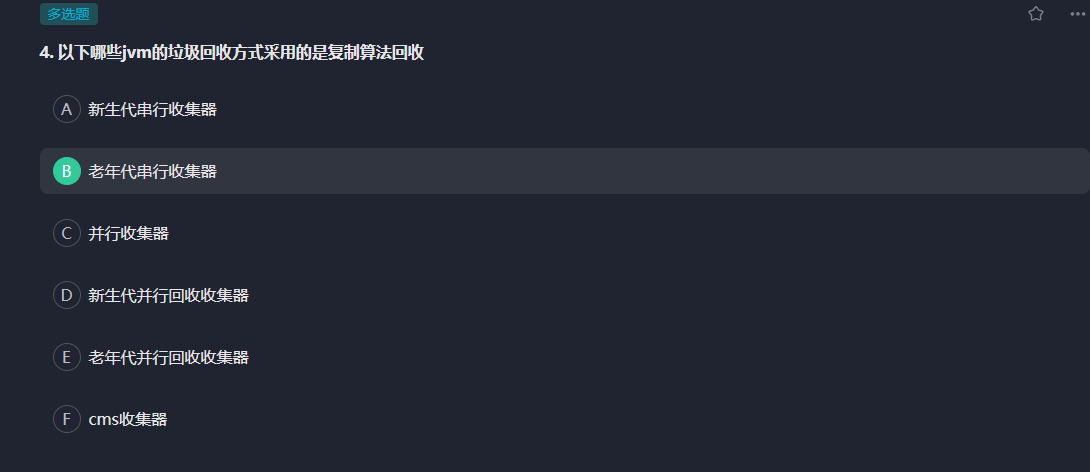 多选题
4. 以下哪些jvm的垃圾回收方式采用的是复制算法回收
A 新生代串行收集器
B 老年代串行收集器
C 并行收集器
D 新生代并行回收收集器
E 老年代并行回收收集器
F cms收集器